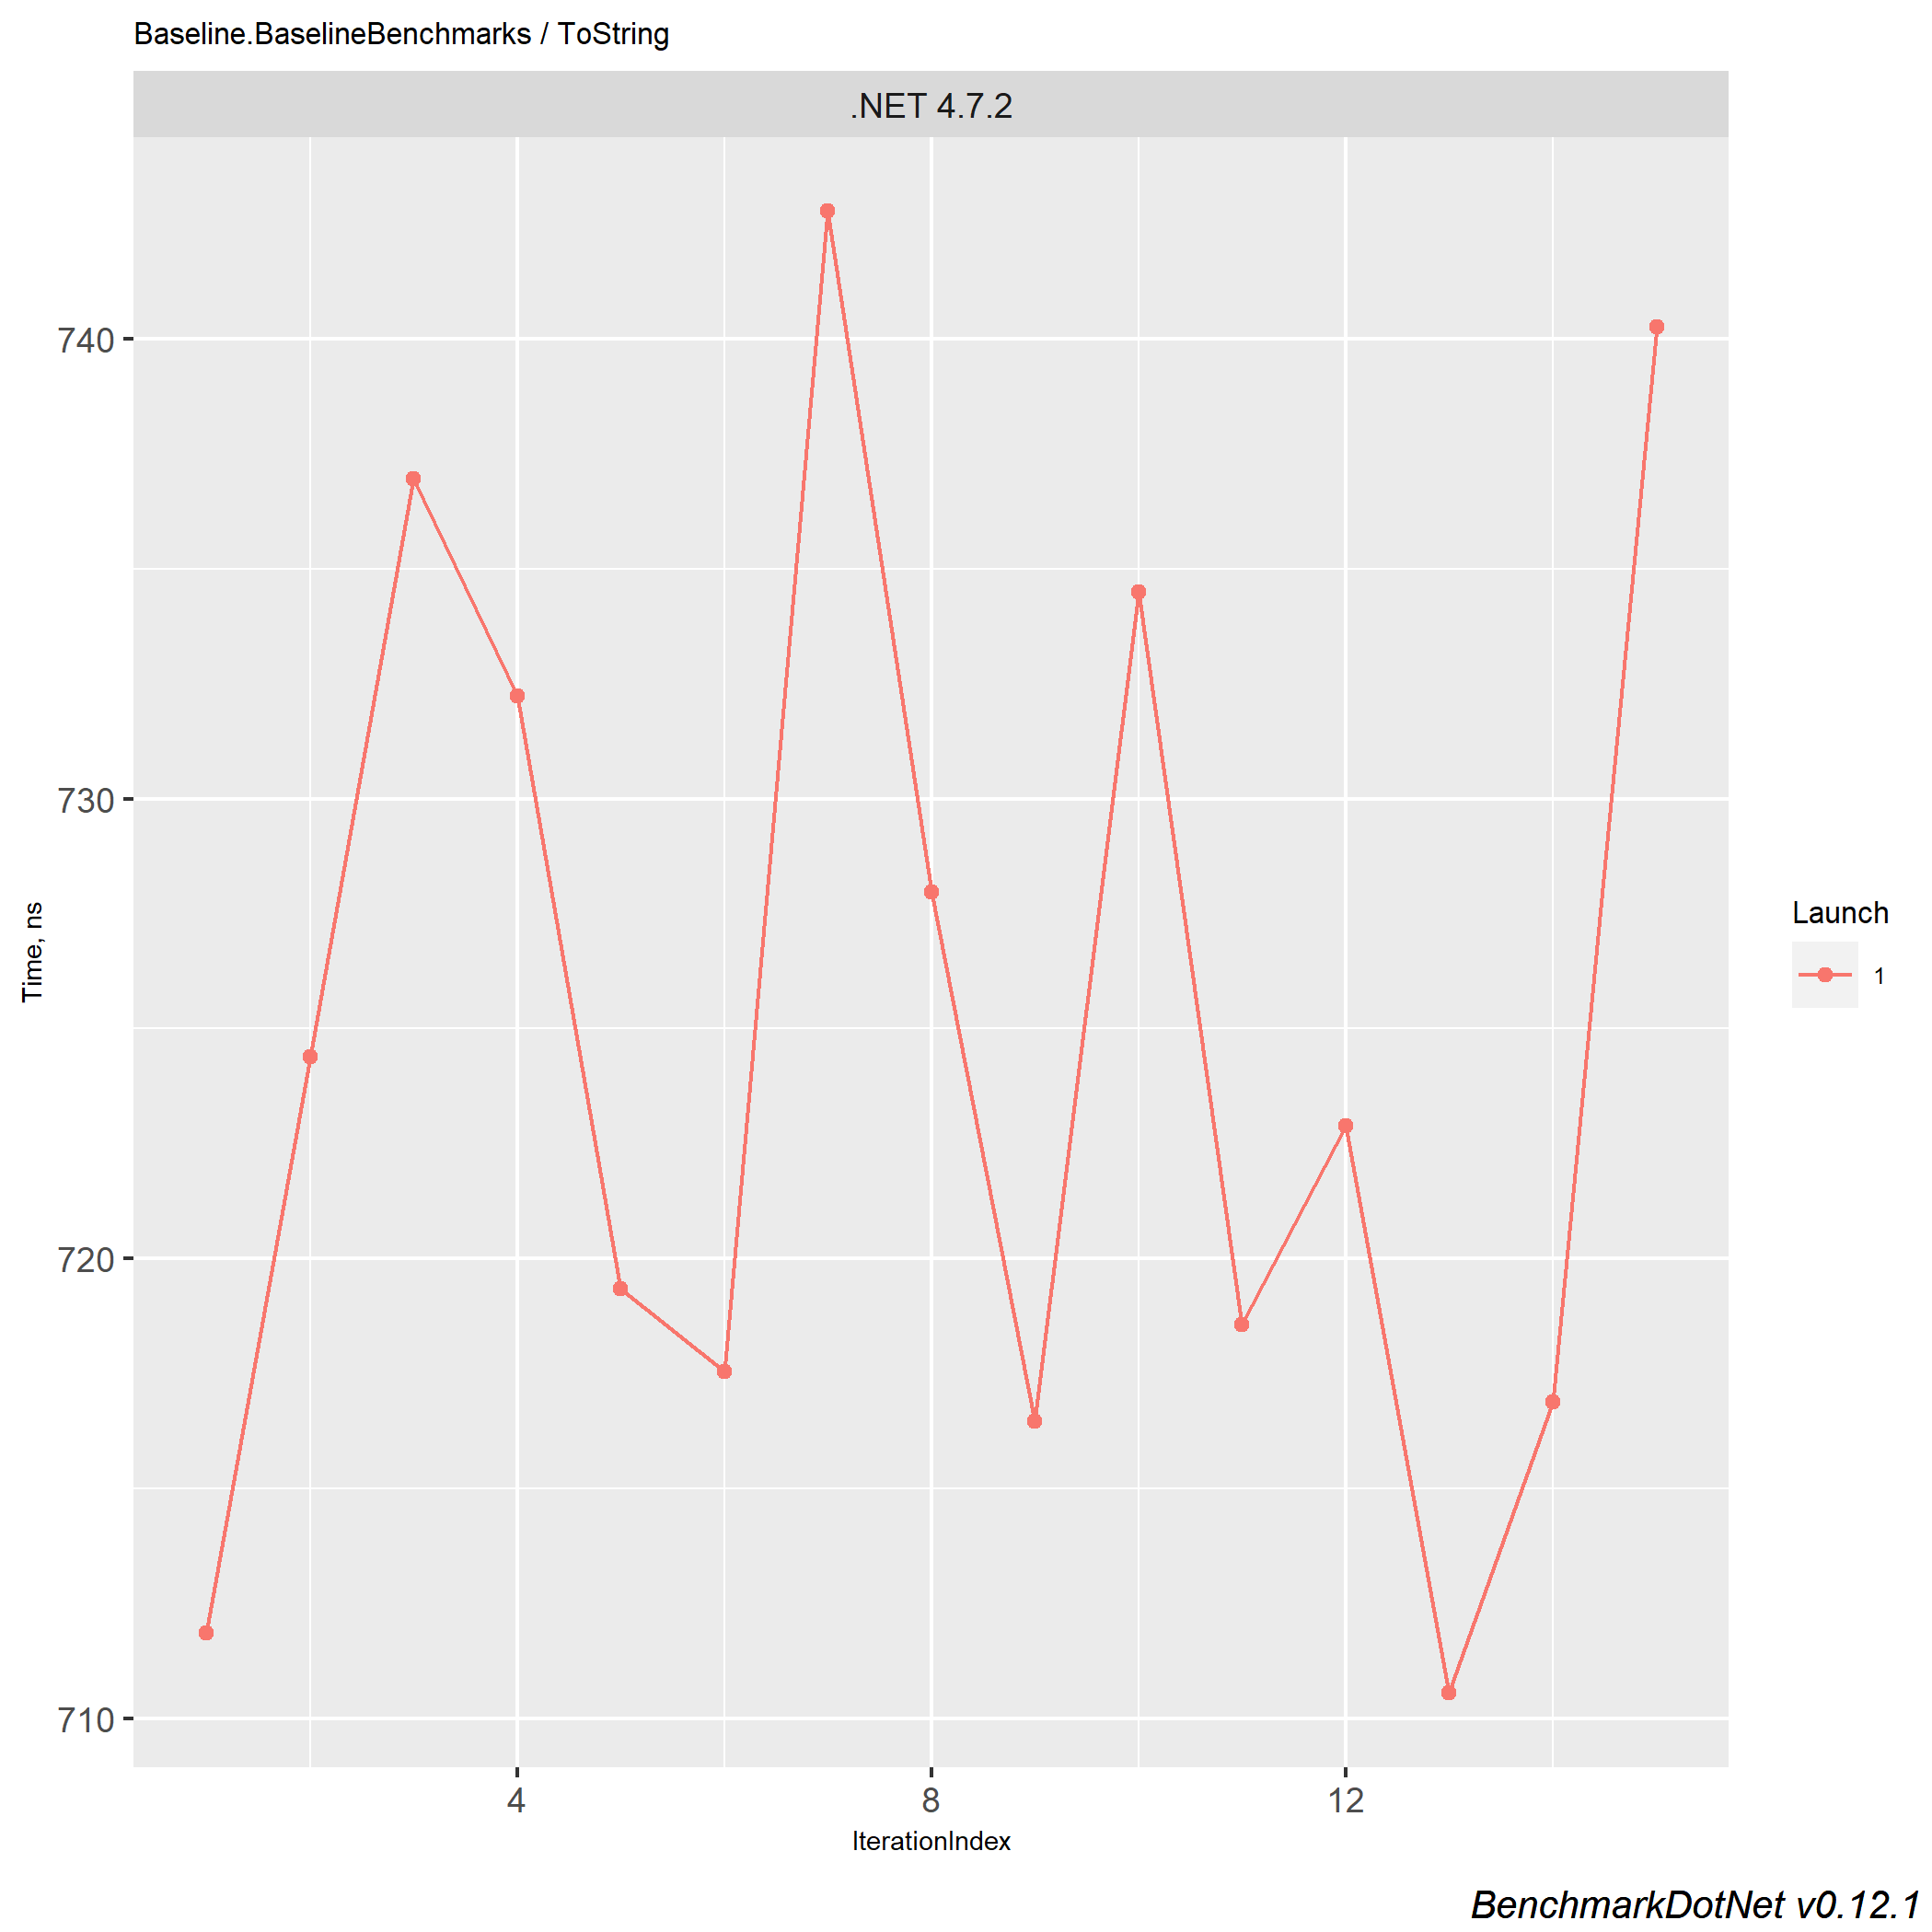 Baseline.BaselineBenchmarks / ToString
.NET 4.7.2
740
730
720
710
Time, ns
4 8 12
IterationIndex
Launch
1
BenchmarkDotNet v0.12.1